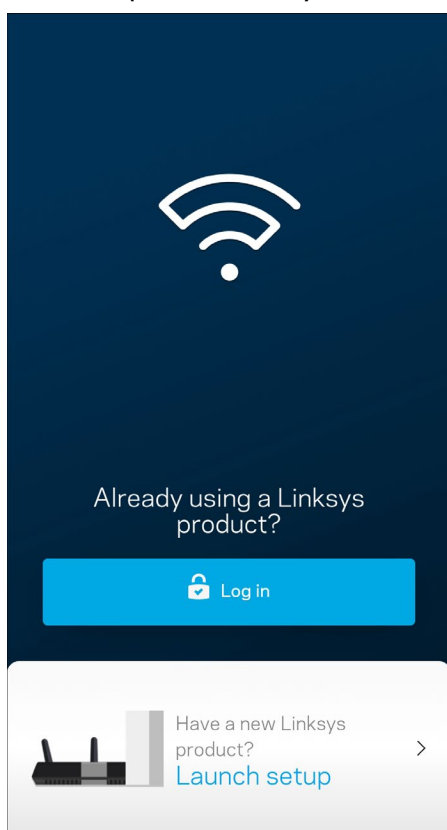 Already using a Linksys
product?
Log in
Have a new Linksys
product?
Launch setup